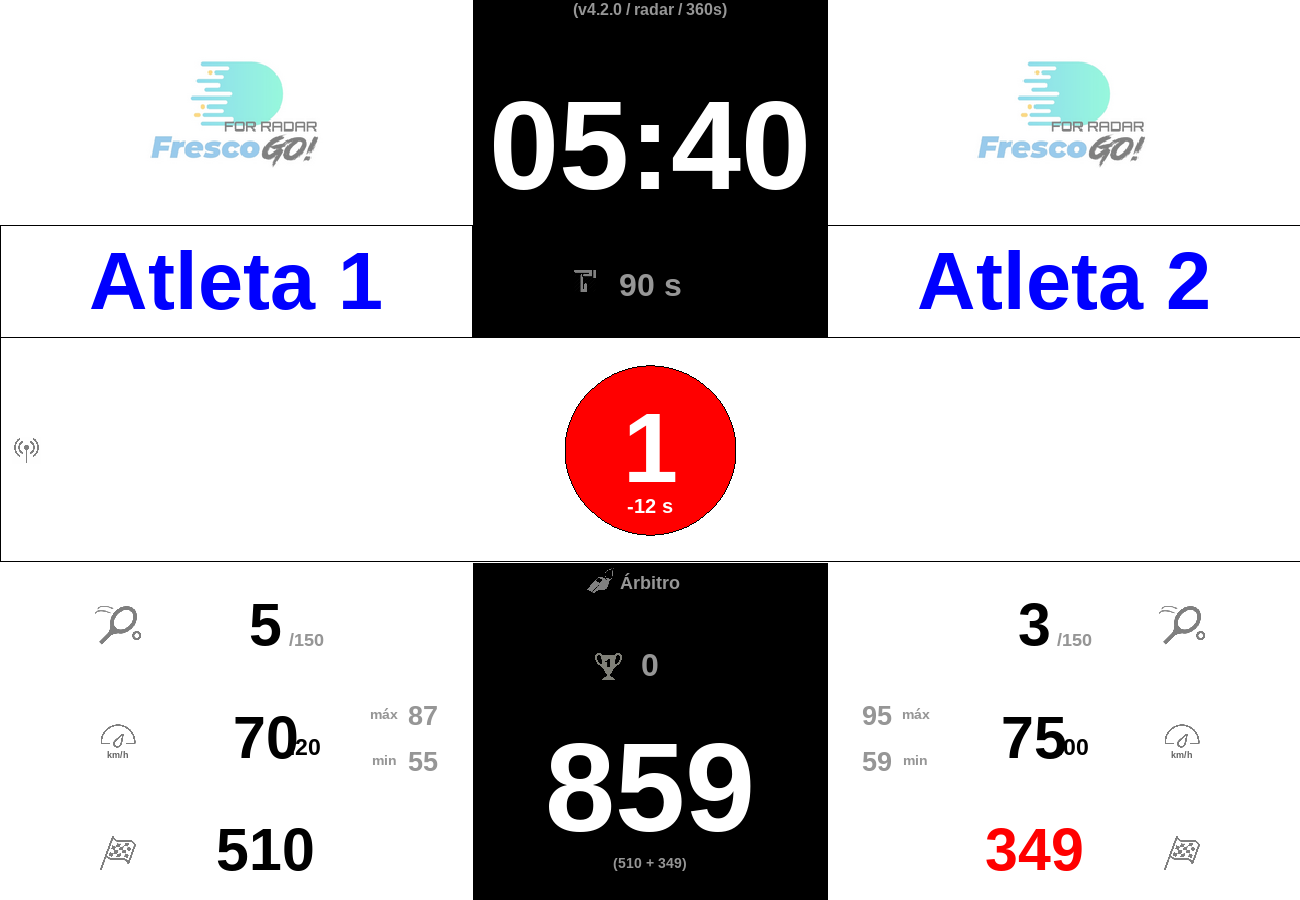 (v4.2.0 / radar / 360s)
FOR RADAR
FrescoGO!
05:40
FOR RADAR
FrescoGO!
Atleta 1
90 s
Atleta 2
1
-12 s
Árbitro
5 /150
3 /150
1
0
70.20
máx 87
min 55
km/h
95 máx
59 min
75.00
km/h
859
510
349
(510 + 349)